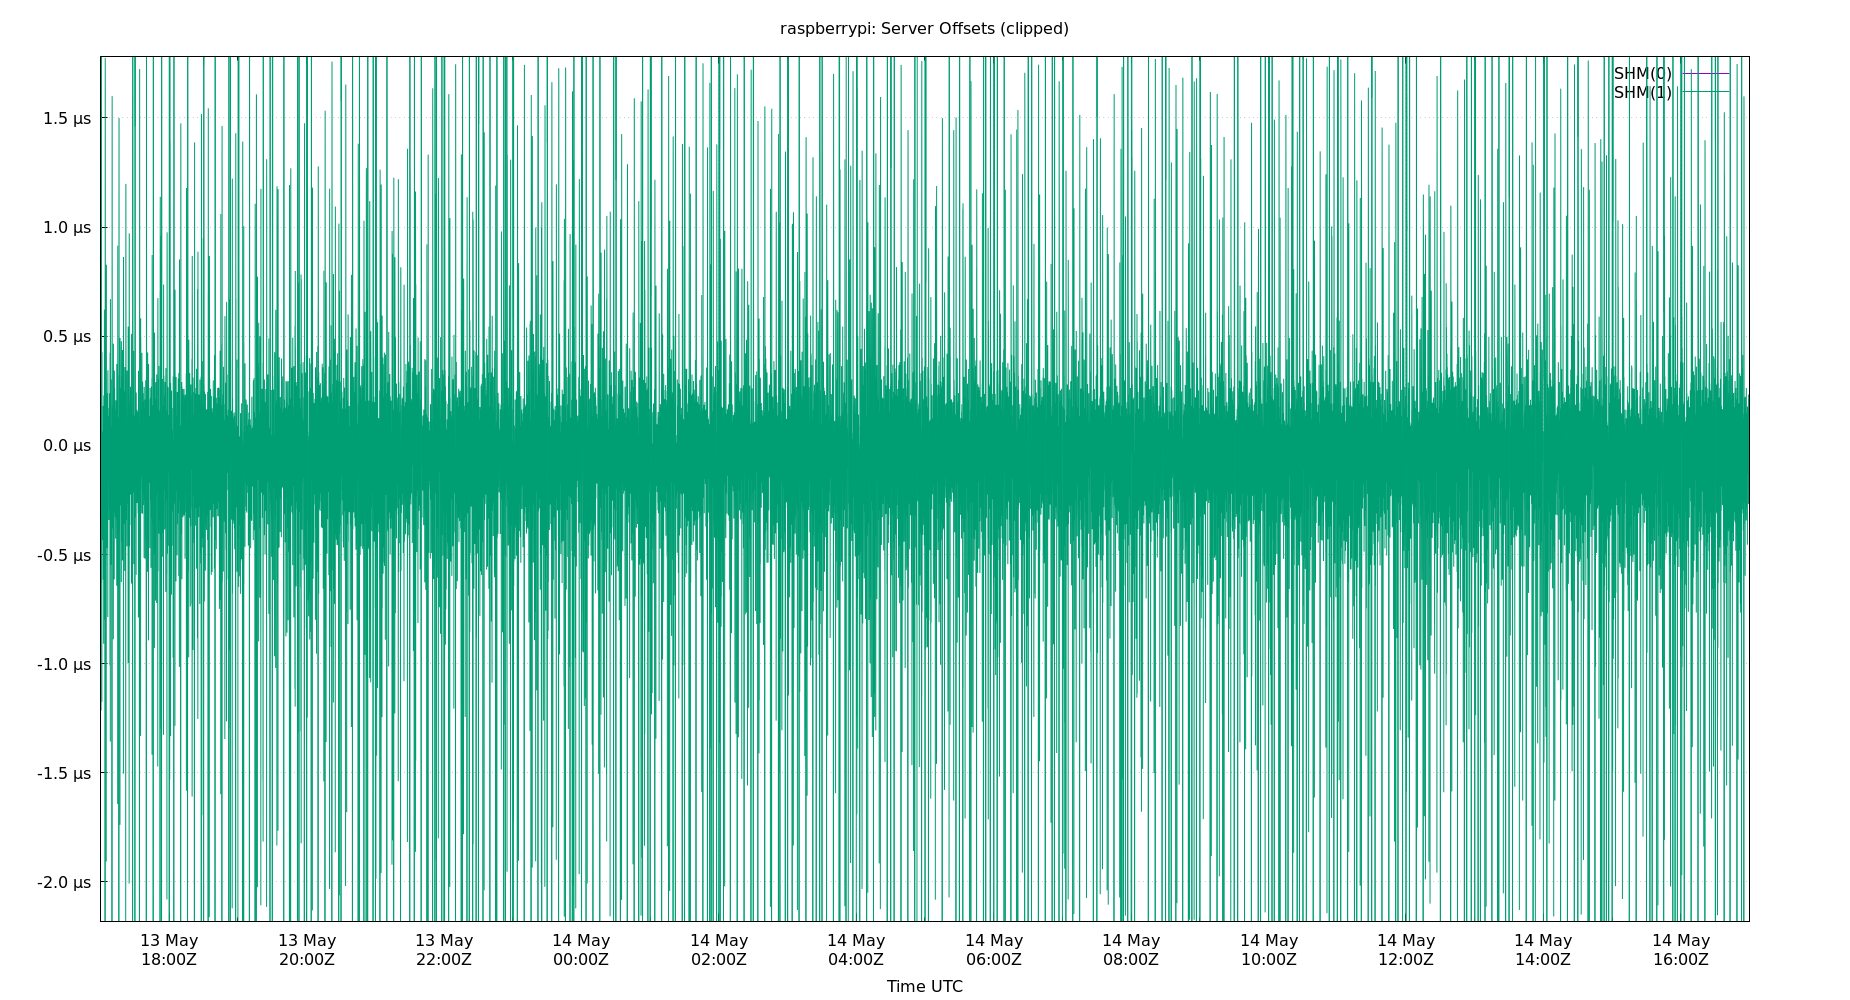 raspberrypi: Server Offsets (clipped)
SHM(0)
SHM(1)
1.5 µs
1.0 µs
0.5 µs
0.0 µs
-0.5 µs
-1.0 µs
-1.5 µs
-2.0 µs
13 May 13 May 13 May 14 May 14 May 14 May 14 May 14 May 14 May 14 May 14 May 14 May
18:00Z 20:00Z 22:00Z 00:00Z 02:00Z 04:00Z 06:00Z 08:00Z 10:00Z 12:00Z 14:00Z 16:00Z
Time UTC